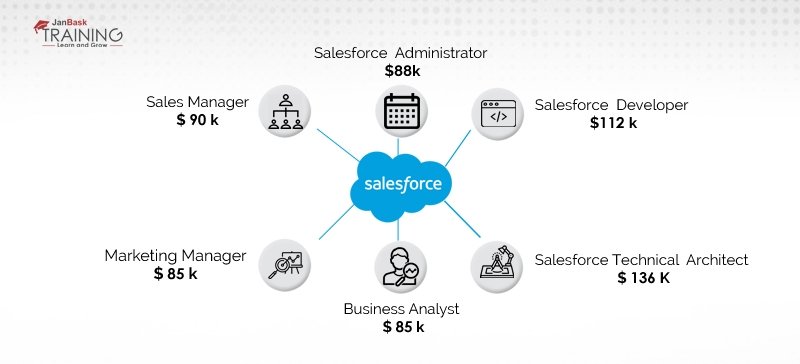 JanBask
TRAINING
Learn and Grow
Salesforce Administrator
$88k
Sales Manager
$ 90 k
</>
Salesforce Developer
$112 k
salesforce
Marketing Manager
$ 85 k
Business Analyst
$ 85 k
Salesforce Technical Architect
$ 136 K